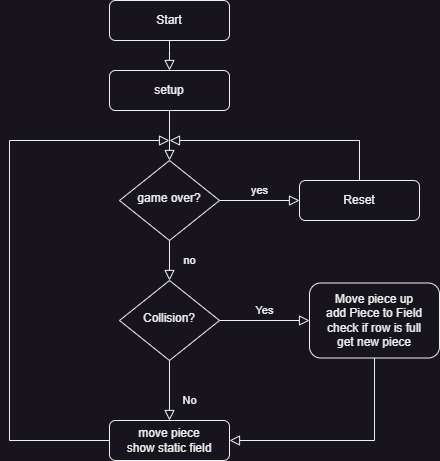 Start
setup
game over?
yes
Reset
no
Collision?
Yes
Move piece up
add Piece to Field
check if row is full
get new piece
No
move piece
show static field